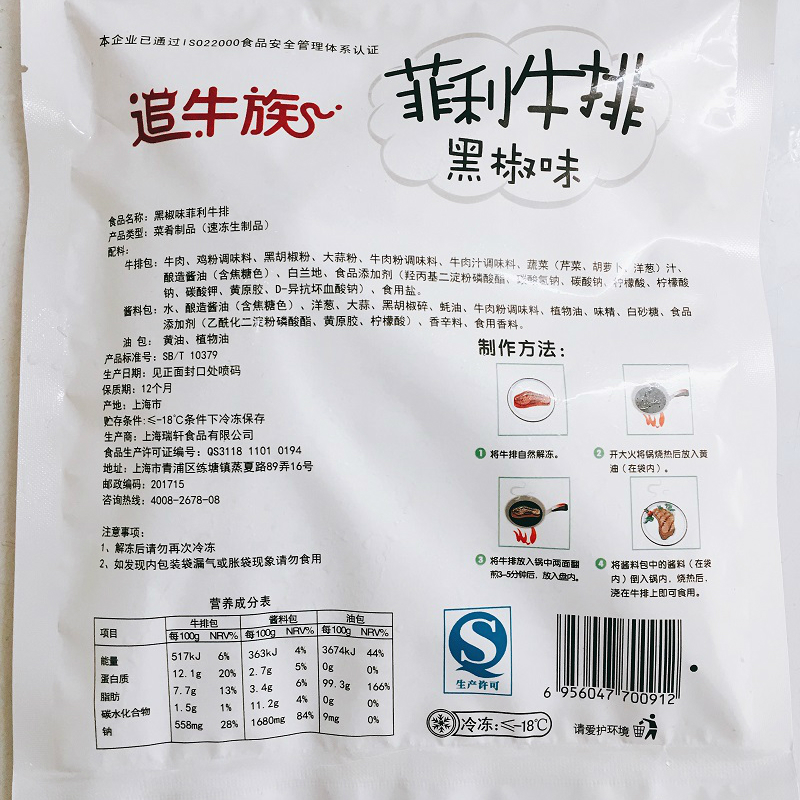 本企业已通过ISO22000食品安全管理体系认证
追牛族
菲利牛排
黑椒味
食品名称：黑椒味菲利牛排
产品类型：菜肴制品（速冻生制品）
配料：
牛排包：牛肉、鸡粉调味料、黑胡椒粉、大蒜粉、牛肉粉调味料、牛肉汁调味料、蔬菜（芹菜、胡萝卜、洋葱）汁、
酿造酱油（含焦糖色）、白兰地、食品添加剂（羟丙基二淀粉磷酸酯、碳酸氢钠、碳酸钠、柠檬酸、柠檬酸
钠、碳酸钾、黄原胶、D-异抗坏血酸钠）、食用盐。
酱料包：水、酿造酱油（含焦糖色）、洋葱、大蒜、黑胡椒碎、蚝油、牛肉粉调味料、植物油、味精、白砂糖、食品
添加剂（乙酰化二淀粉磷酸酯、黄原胶、柠檬酸）、香辛料、食用香料。
油 包： 黄油、植物油
产品标准号：SB/T 10379
生产日期：见正面封口处喷码
保质期：12个月
产地：上海市
贮存条件：≤-18℃条件下冷冻保存
生产商：上海瑞轩食品有限公司
食品生产许可证编号：QS3118 1101 0194
地址：上海市青浦区练塘镇蒸夏路89弄16号
邮政编码：201715
咨询热线：4008-2678-08
注意事项：
1、解冻后请勿再次冷冻
2、如发现内包装袋漏气或胀袋现象请勿食用
制作方法：
1 将牛排自然解冻。
2 开大火将锅烧热后放入黄
油（在袋内）。
3 将牛排放入锅中两面翻
煎3-5分钟后，放入盘内。
4 将酱料包中的酱料（在袋
内）倒入锅内，烧热后，
浇在牛排上即可食用。
营养成分表
项目 牛排包 酱料包 油包
每100g NRV% 每100g NRV% 每100g NRV%
能量 517kJ 6% 363kJ 4% 3674kJ 44%
蛋白质 12.1g 20% 2.7g 5% 0g 0%
脂肪 7.7g 13% 3.4g 6% 99.3g 166%
碳水化合物 1.5g 1% 11.2g 4% 0g 0%
钠 558mg 28% 1680mg 84% 9mg 0%
QS
生产许可
6 956047 700912
冷冻：≤-18℃
请爱护环境